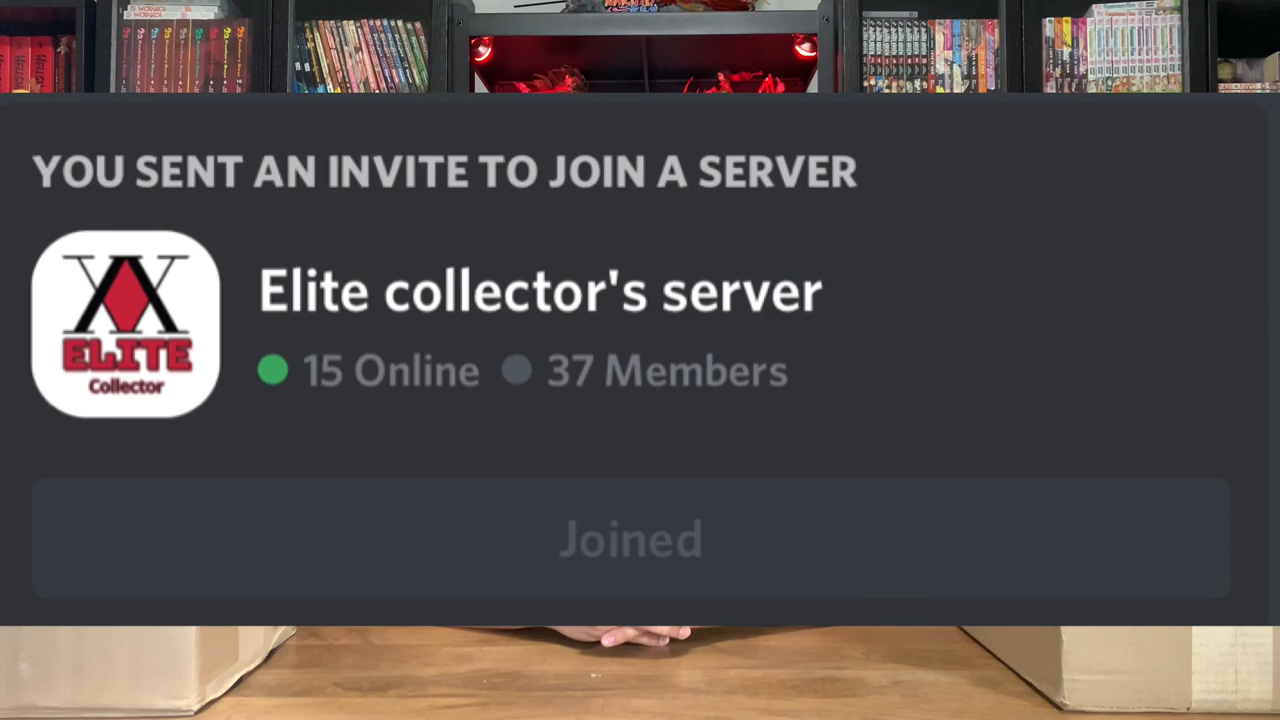 YOU SENT AN INVITE TO JOIN A SERVER
ELITE
Collector
Elite collector's server
15 Online 37 Members
Joined